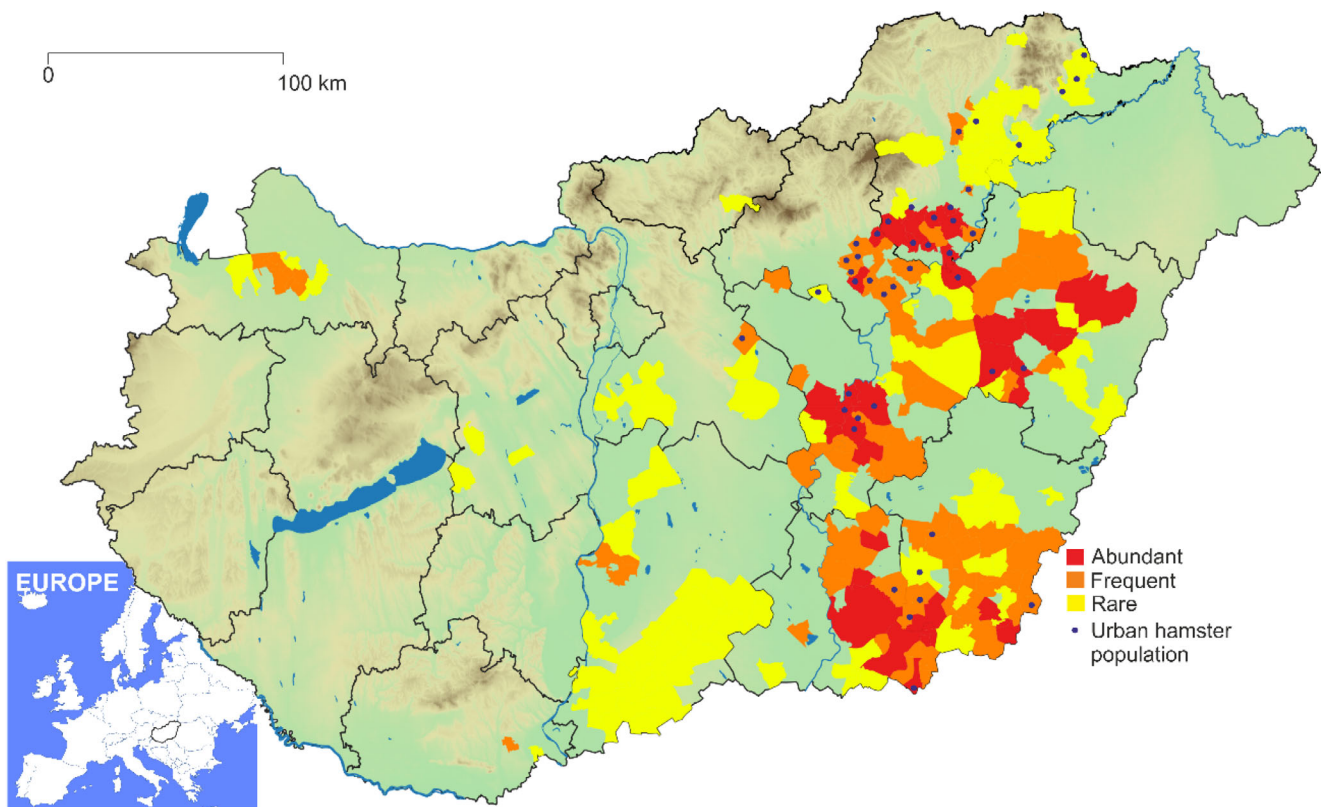 0
100 km
EUROPE
Abundant
Frequent
Rare
Urban hamster
population